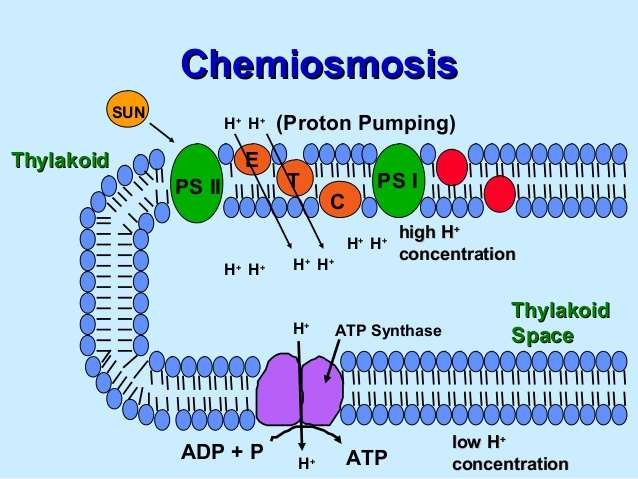 Chemiosmosis
SUN
H⁺ H⁺ (Proton Pumping)
Thylakoid
E
PS II
T
PS I
C
high H⁺
H⁺ H⁺
concentration
H⁺ H⁺
H⁺ H⁺
Thylakoid
Space
H⁺
ATP Synthase
ADP + P
H⁺
ATP
low H⁺
concentration